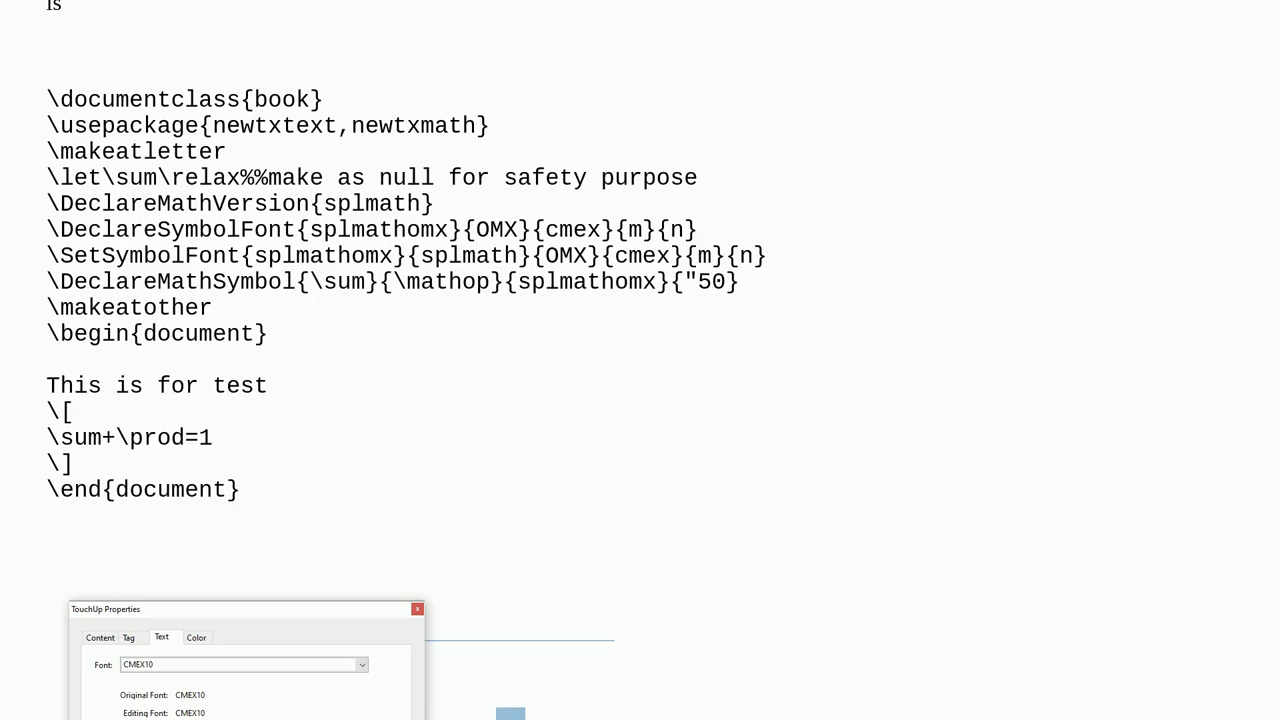 is
\documentclass{book}
\usepackage{newtxtext,newtxmath}
\makeatletter
\let\sum\relax%%make as null for safety purpose
\DeclareMathVersion{splmath}
\DeclareSymbolFont{splmathomx}{OMX}{cmex}{m}{n}
\SetSymbolFont{splmathomx}{splmath}{OMX}{cmex}{m}{n}
\DeclareMathSymbol{\sum}{\mathop}{splmathomx}{"50}
\makeatother
\begin{document}
This is for test
\[
\sum+\prod=1
\]
\end{document}
TouchUp Properties x
Content Tag Text Color
Font: CMEX10
Original Font: CMEX10
Editing Font: CMEX10